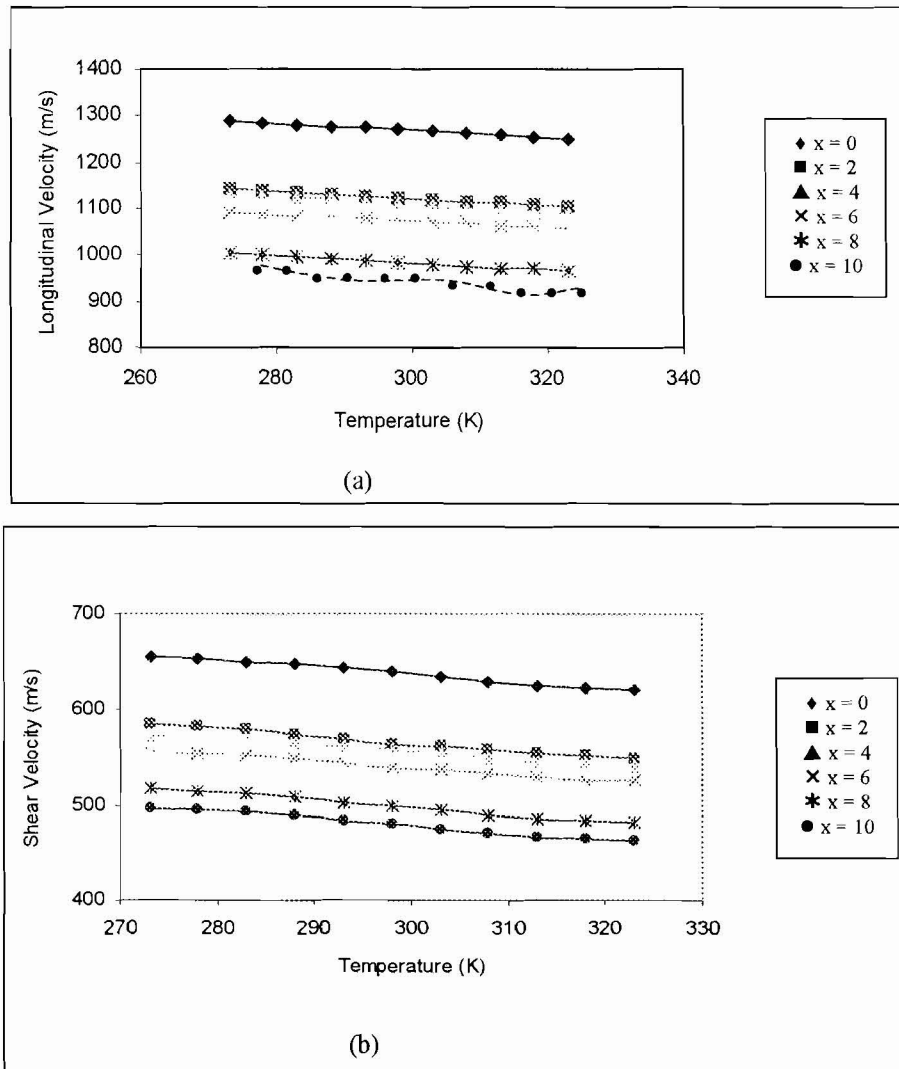 1400
1300
1200
1100
1000
900
800
260 280 300 320 340
Longitudinal Velocity (m/s)
Temperature (K)
x = 0
x = 2
x = 4
x = 6
x = 8
x = 10
(a)
700
600
500
400
270 280 290 300 310 320 330
Shear Velocity (m/s)
Temperature (K)
x = 0
x = 2
x = 4
x = 6
x = 8
x = 10
(b)